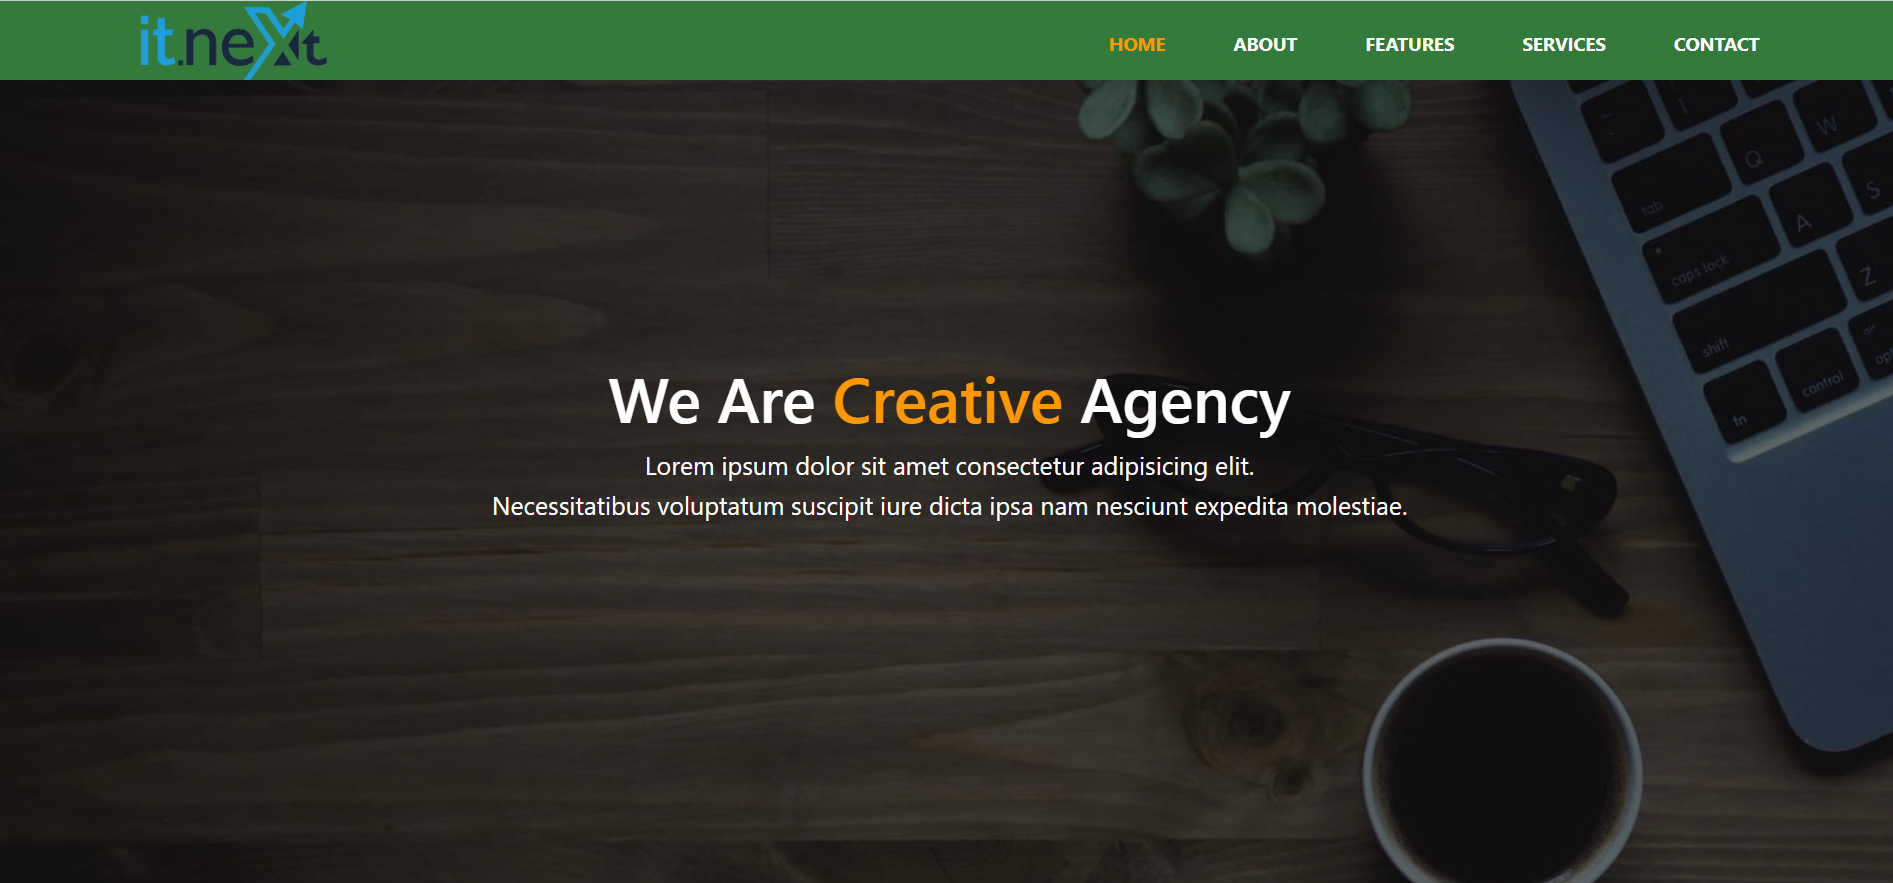 it.next
HOME ABOUT FEATURES SERVICES CONTACT
~
1
Q
W
tab
A
S
caps lock
Z
shift
alt
fn
control
We Are Creative Agency
Lorem ipsum dolor sit amet consectetur adipisicing elit.
Necessitatibus voluptatum suscipit iure dicta ipsa nam nesciunt expedita molestiae.